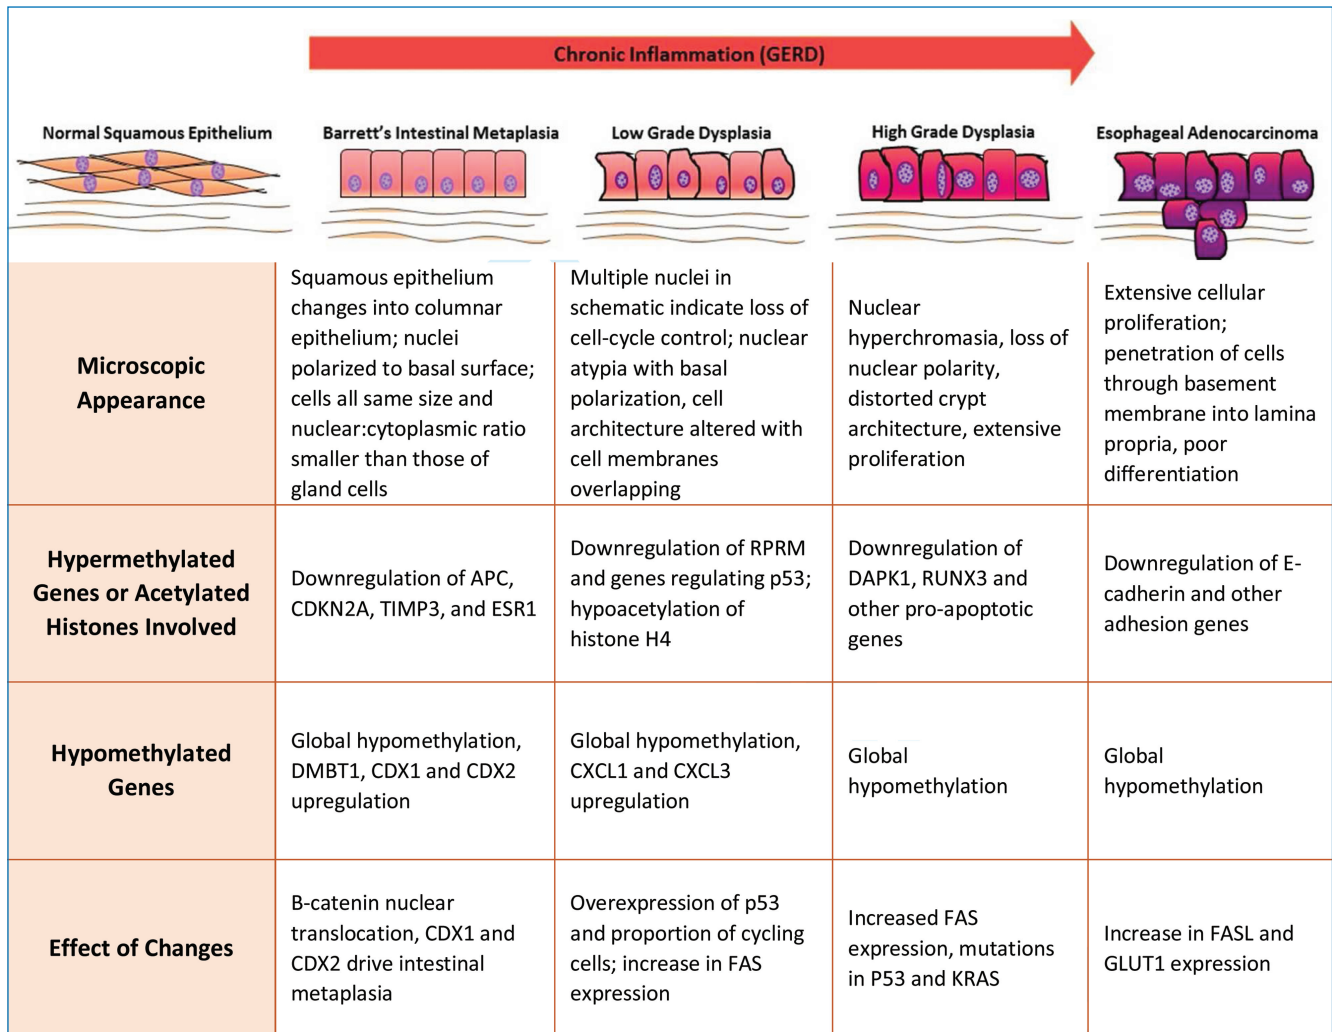 Chronic Inflammation (GERD)
Normal Squamous Epithelium
Barrett's Intestinal Metaplasia
Low Grade Dysplasia
High Grade Dysplasia
Esophageal Adenocarcinoma
Microscopic
Appearance
Squamous epithelium
changes into columnar
epithelium; nuclei
polarized to basal surface;
cells all same size and
nuclear:cytoplasmic ratio
smaller than those of
gland cells
Multiple nuclei in
schematic indicate loss of
cell-cycle control; nuclear
atypia with basal
polarization, cell
architecture altered with
cell membranes
overlapping
Nuclear
hyperchromasia, loss of
nuclear polarity,
distorted crypt
architecture, extensive
proliferation
Extensive cellular
proliferation;
penetration of cells
through basement
membrane into lamina
propria, poor
differentiation
Hypermethylated
Genes or Acetylated
Histones Involved
Downregulation of APC,
CDKN2A, TIMP3, and ESR1
Downregulation of RPRM
and genes regulating p53;
hypoacetylation of
histone H4
Downregulation of
DAPK1, RUNX3 and
other pro-apoptotic
genes
Downregulation of E-
cadherin and other
adhesion genes
Hypomethylated
Genes
Global hypomethylation,
DMBT1, CDX1 and CDX2
upregulation
Global hypomethylation,
CXCL1 and CXCL3
upregulation
Global
hypomethylation
Global
hypomethylation
Effect of Changes
B-catenin nuclear
translocation, CDX1 and
CDX2 drive intestinal
metaplasia
Overexpression of p53
and proportion of cycling
cells; increase in FAS
expression
Increased FAS
expression, mutations
in P53 and KRAS
Increase in FASL and
GLUT1 expression